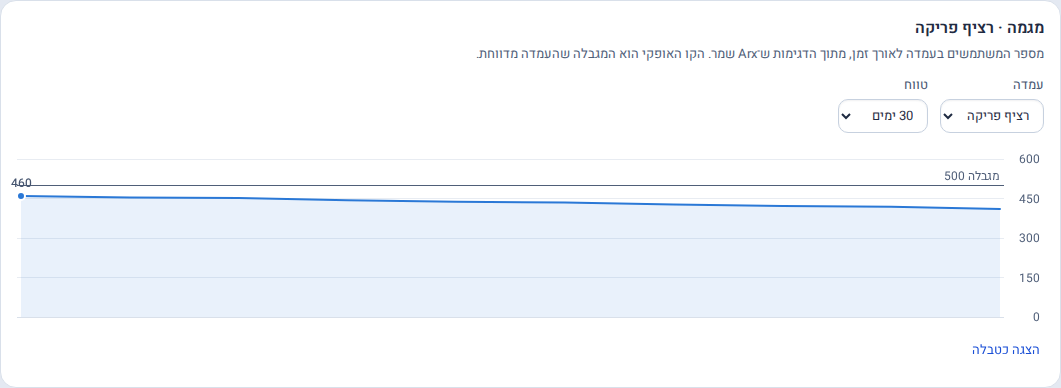 מגמה · רציף פריקה
מספר המשתמשים בעמדה לאורך זמן, מתוך הדגימות ש־Arx שמר. הקו האופקי הוא המגבלה שהעמדה מדווחת.
עמדה
טווח
רציף פריקה
30 ימים
600
מגבלה 500
460
450
300
150
0
הצגה כטבלה